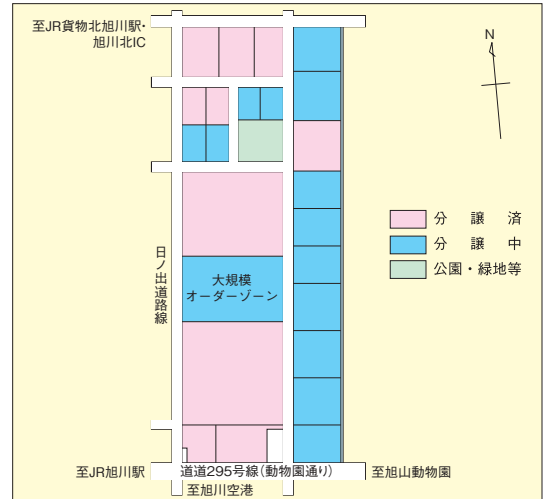 至JR貨物北旭川駅・
旭川北IC
N
分譲済
分譲中
公園・緑地等
日ノ出道路線
大規模
オーダーゾーン
至JR旭川駅
道道295号線(動物園通り)
至旭山動物園
至旭川空港